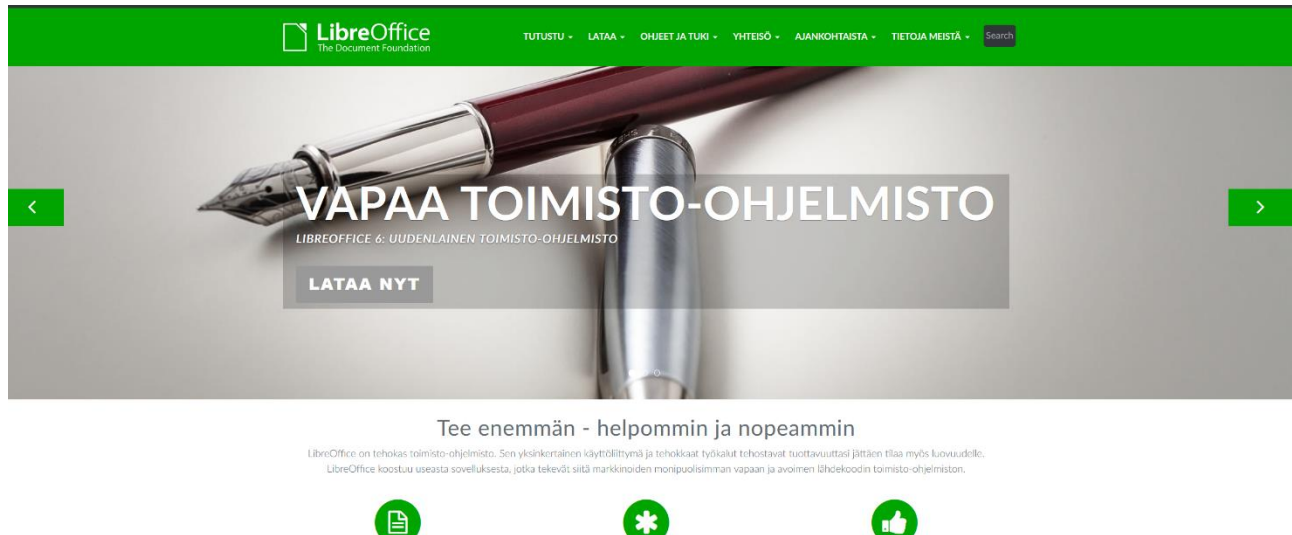 LibreOffice
The Document Foundation
TUTUSTU LATAA OHJEET JA TUKI YHTEISÖ AJANKOHTAISTA TIETOJA MEISTÄ Search
VAPAA TOIMISTO-OHJELMISTO
LIBREOFFICE 6: UUDENLAINEN TOIMISTO-OHJELMISTO
LATAA NYT
Tee enemmän - helpommin ja nopeammin
LibreOffice on tehokas toimisto-ohjelmisto. Sen yksinkertainen käyttöliittymä ja tehokkaat työkalut tehostavat tuottavuuttasi jättäen tilaa myös luovuudelle.
LibreOffice koostuu useasta sovelluksesta, jotka tekevät siitä markkinoiden monipuolisimman vapaan ja avoimen lähdekoodin toimisto-ohjelmiston.